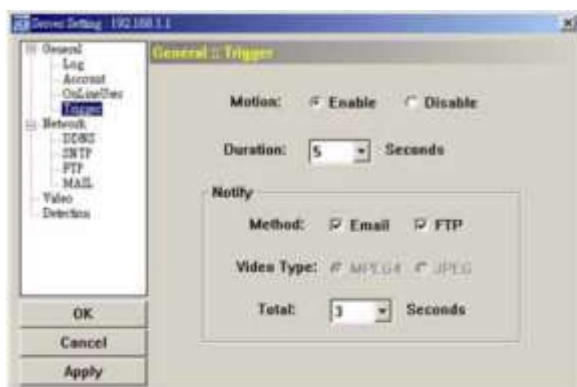 Server Setting: 192.168.1.1
General
Log
Account
OnLineUser
Trigger
Network
DDNS
SNTP
FTP
MAIL
Video
Detection
OK
Cancel
Apply
General :: Trigger
Motion: Enable Disable
Duration: 5 Seconds
Notify
Method: Email FTP
Video Type: MPEG4 JPEG
Total: 3 Seconds